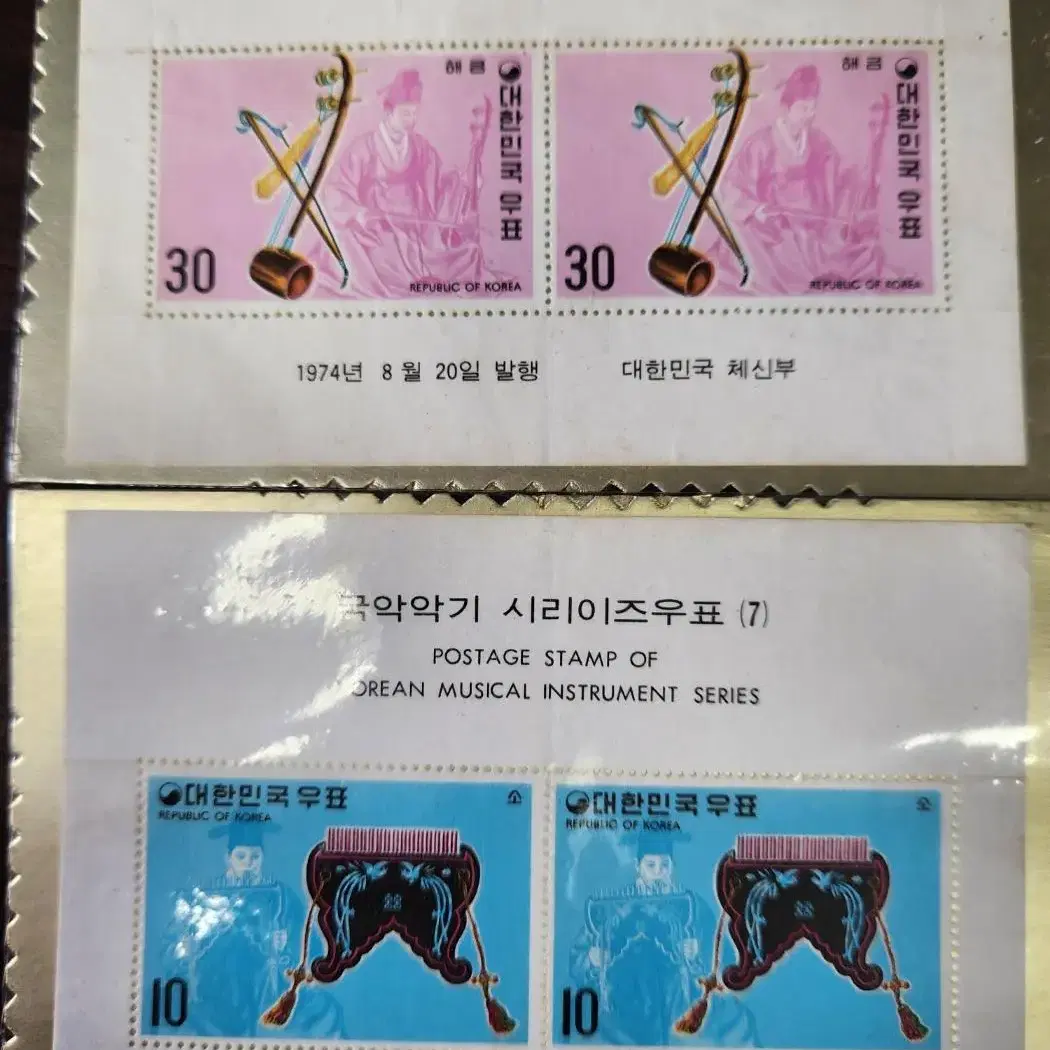 해금
대한민국 우표
30
REPUBLIC OF KOREA
해금
대한민국 우표
30
REPUBLIC OF KOREA
1974년 8월 20일 발행 대한민국 체신부
국악악기 시리이즈우표 (7)
POSTAGE STAMP OF
KOREAN MUSICAL INSTRUMENT SERIES
대한민국 우표 소
REPUBLIC OF KOREA
10
대한민국 우표 소
REPUBLIC OF KOREA
10